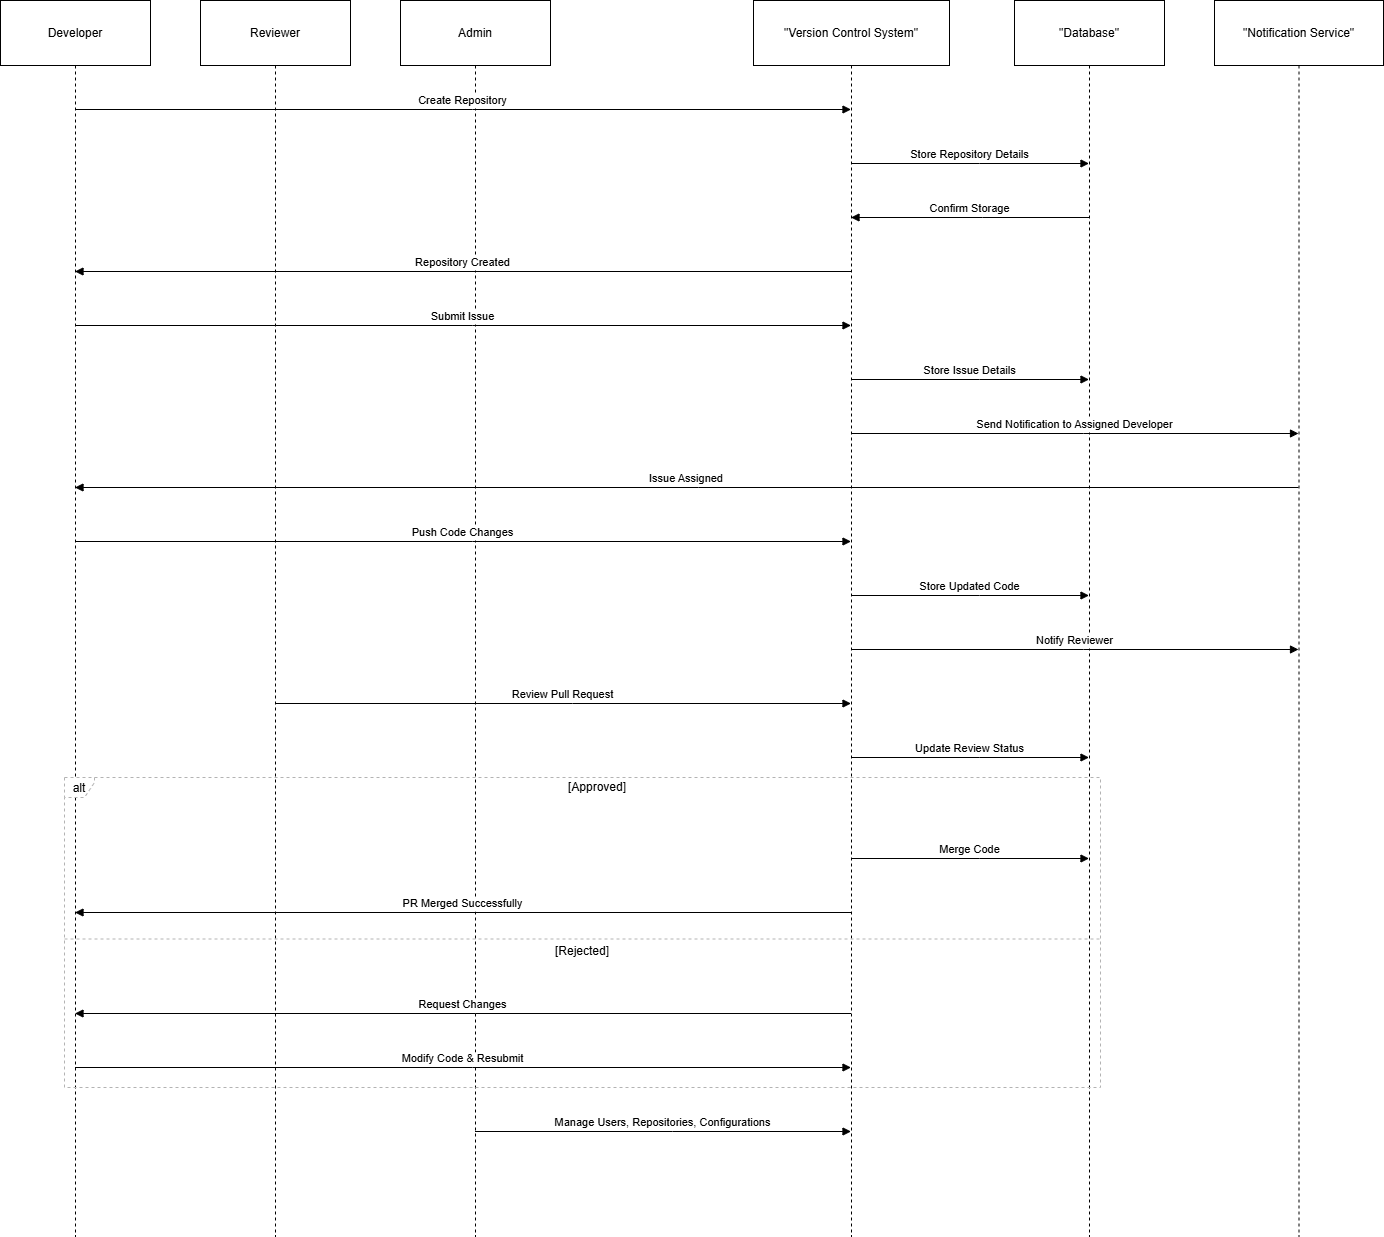 Developer
Reviewer
Admin
"Version Control System"
"Database"
"Notification Service"
Create Repository
Store Repository Details
Confirm Storage
Repository Created
Submit Issue
Store Issue Details
Send Notification to Assigned Developer
Issue Assigned
Push Code Changes
Store Updated Code
Notify Reviewer
Review Pull Request
Update Review Status
alt
[Approved]
Merge Code
PR Merged Successfully
[Rejected]
Request Changes
Modify Code & Resubmit
Manage Users, Repositories, Configurations